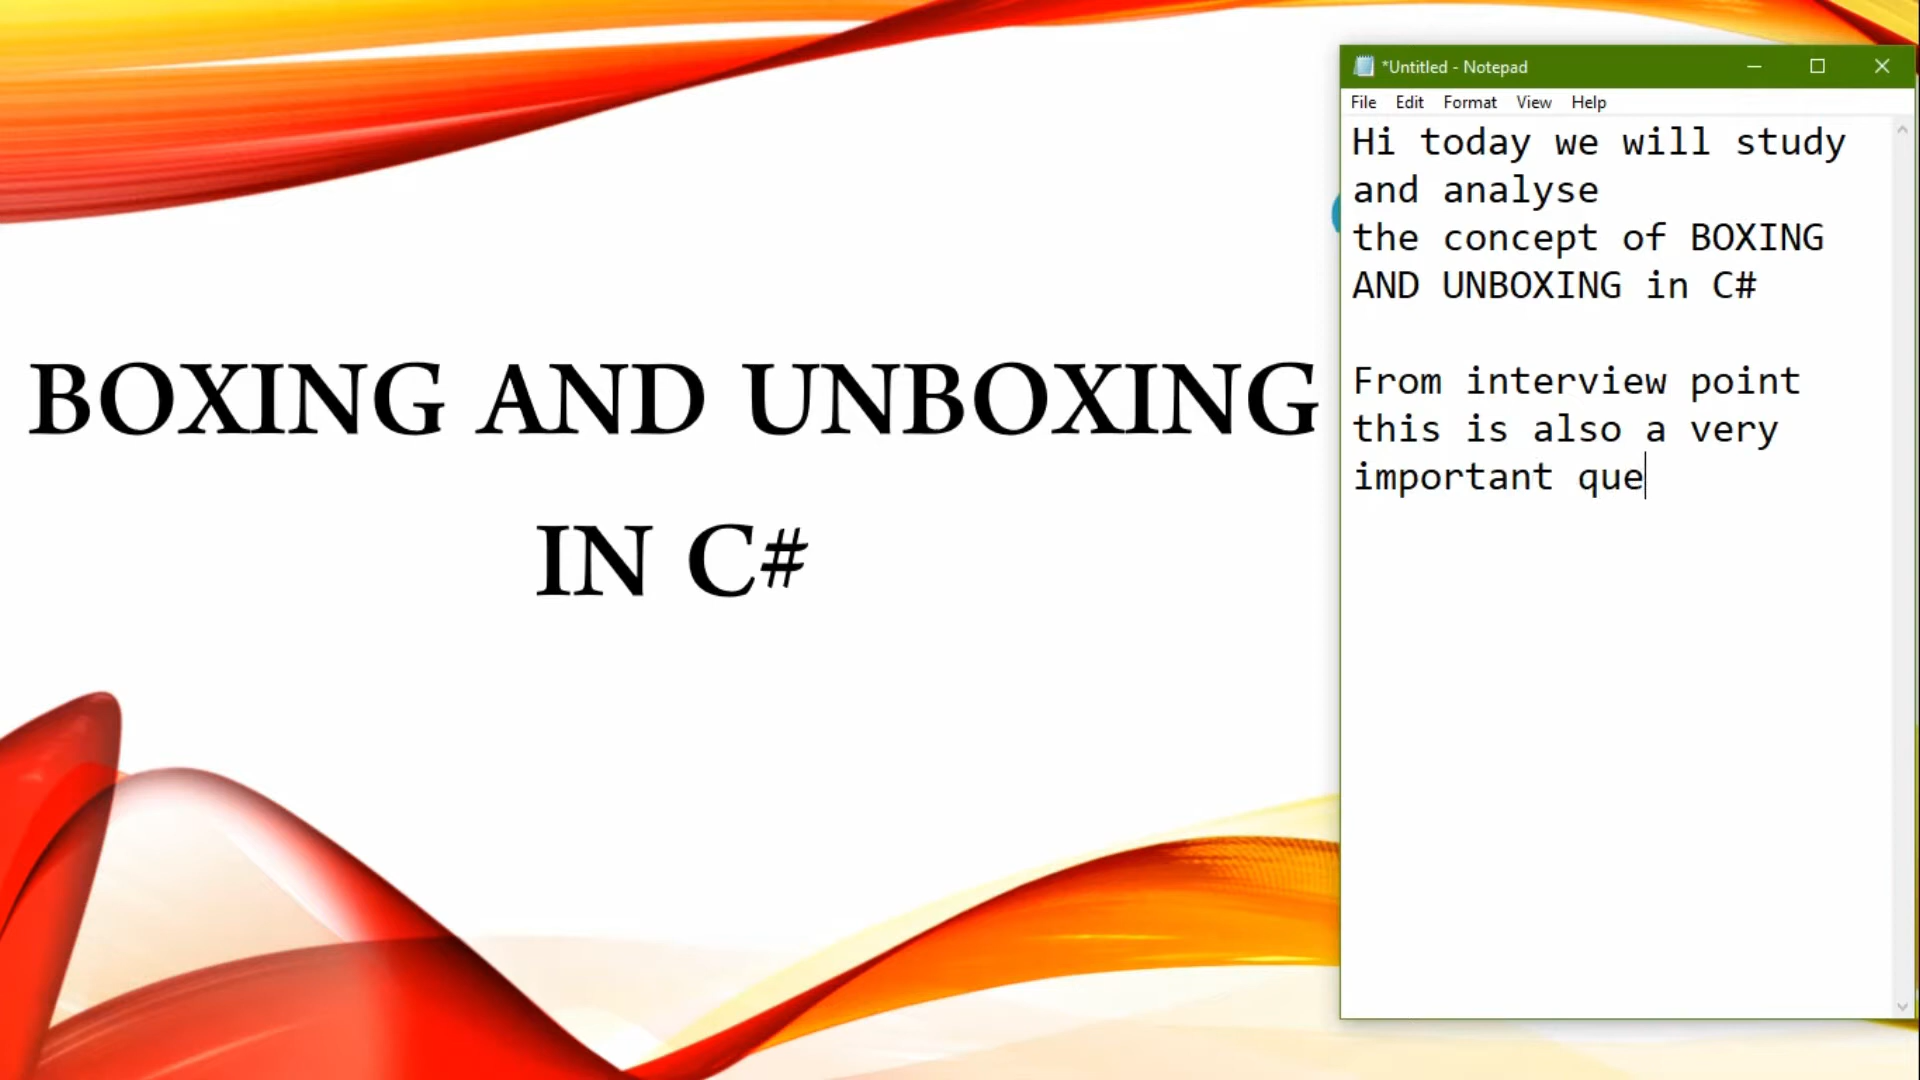 BOXING AND UNBOXING
IN C#
*Untitled - Notepad
File Edit Format View Help
Hi today we will study
and analyse
the concept of BOXING
AND UNBOXING in C#
From interview point
this is also a very
important que